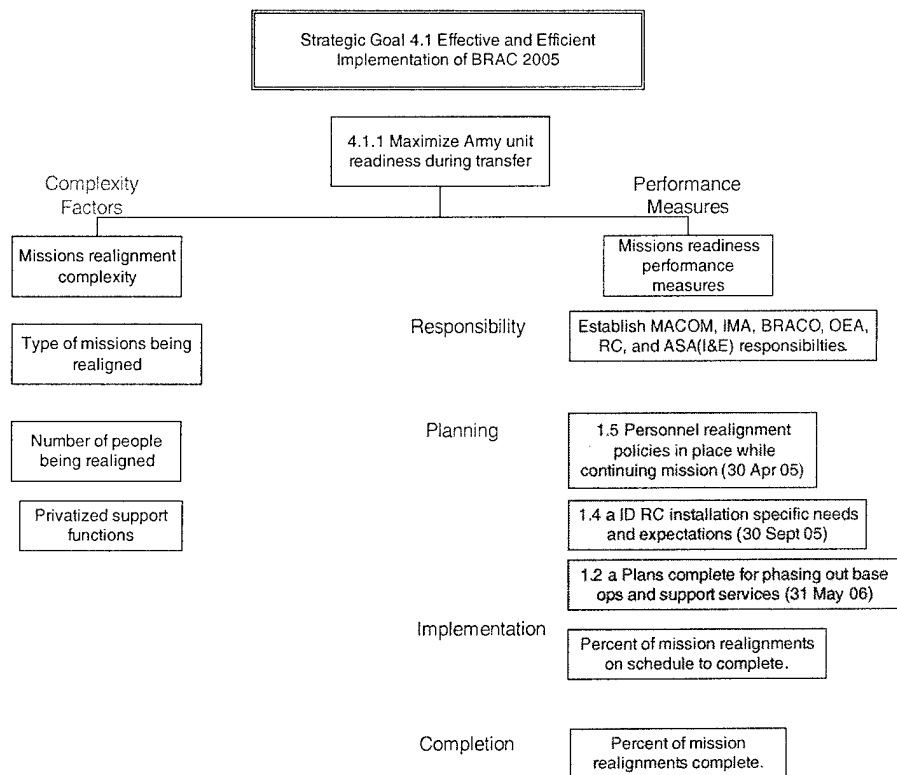 Strategic Goal 4.1 Effective and Efficient
Implementation of BRAC 2005
4.1.1 Maximize Army unit
readiness during transfer
Complexity
Factors
Performance
Measures
Missions realignment
complexity
Type of missions being
realigned
Number of people
being realigned
Privatized support
functions
Missions readiness
performance
measures
Responsibility
Establish MACOM, IMA, BRACO, OEA,
RC, and ASA(I&E) responsibilties.
Planning
1.5 Personnel realignment
policies in place while
continuing mission (30 Apr 05)
1.4 a ID RC installation specific needs
and expectations (30 Sept 05)
1.2 a Plans complete for phasing out base
ops and support services (31 May 06)
Implementation
Percent of mission realignments
on schedule to complete.
Completion
Percent of mission
realignments complete.